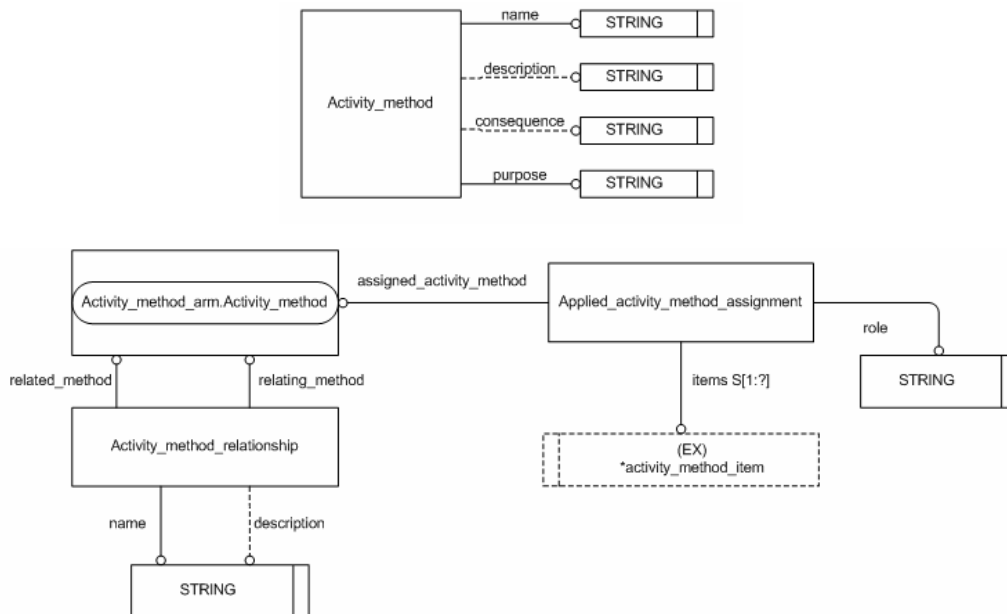 name
STRING
description
STRING
Activity_method
consequence
STRING
purpose
STRING
assigned_activity_method
Activity_method_arm.Activity_method
Applied_activity_method_assignment
role
related_method
relating_method
items S[1:?]
STRING
Activity_method_relationship
(EX)
*activity_method_item
name
description
STRING